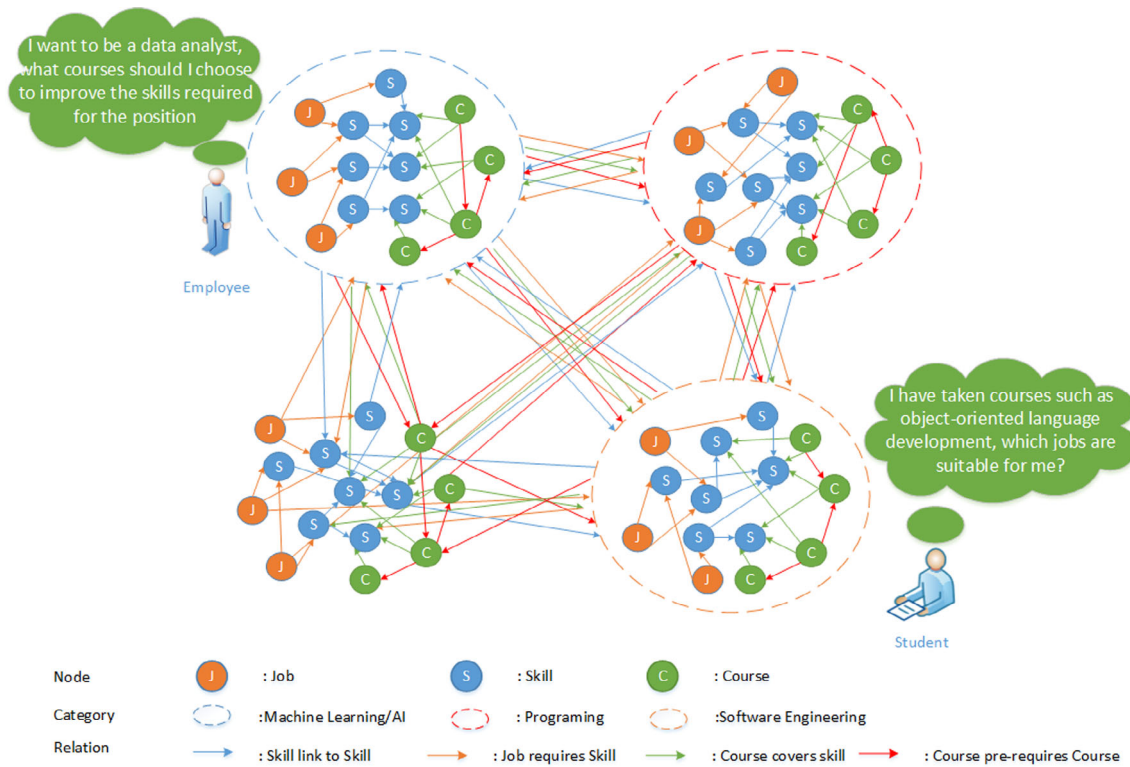 I want to be a data analyst,
what courses should I choose
to improve the skills required
for the position
Employee
J
J
J
S
S
S
S
S
S
S
C
C
C
C
J
J
J
S
S
S
S
S
S
S
C
C
C
C
J
J
J
S
S
S
S
S
S
C
C
C
C
J
J
J
S
S
S
S
S
S
S
C
C
C
C
I have taken courses such as
object-oriented language
development, which jobs are
suitable for me?
Student
Node J : Job S : Skill C : Course
Category :Machine Learning/AI : Programing :Software Engineering
Relation : Skill link to Skill : Job requires Skill : Course covers skill : Course pre-requires Course